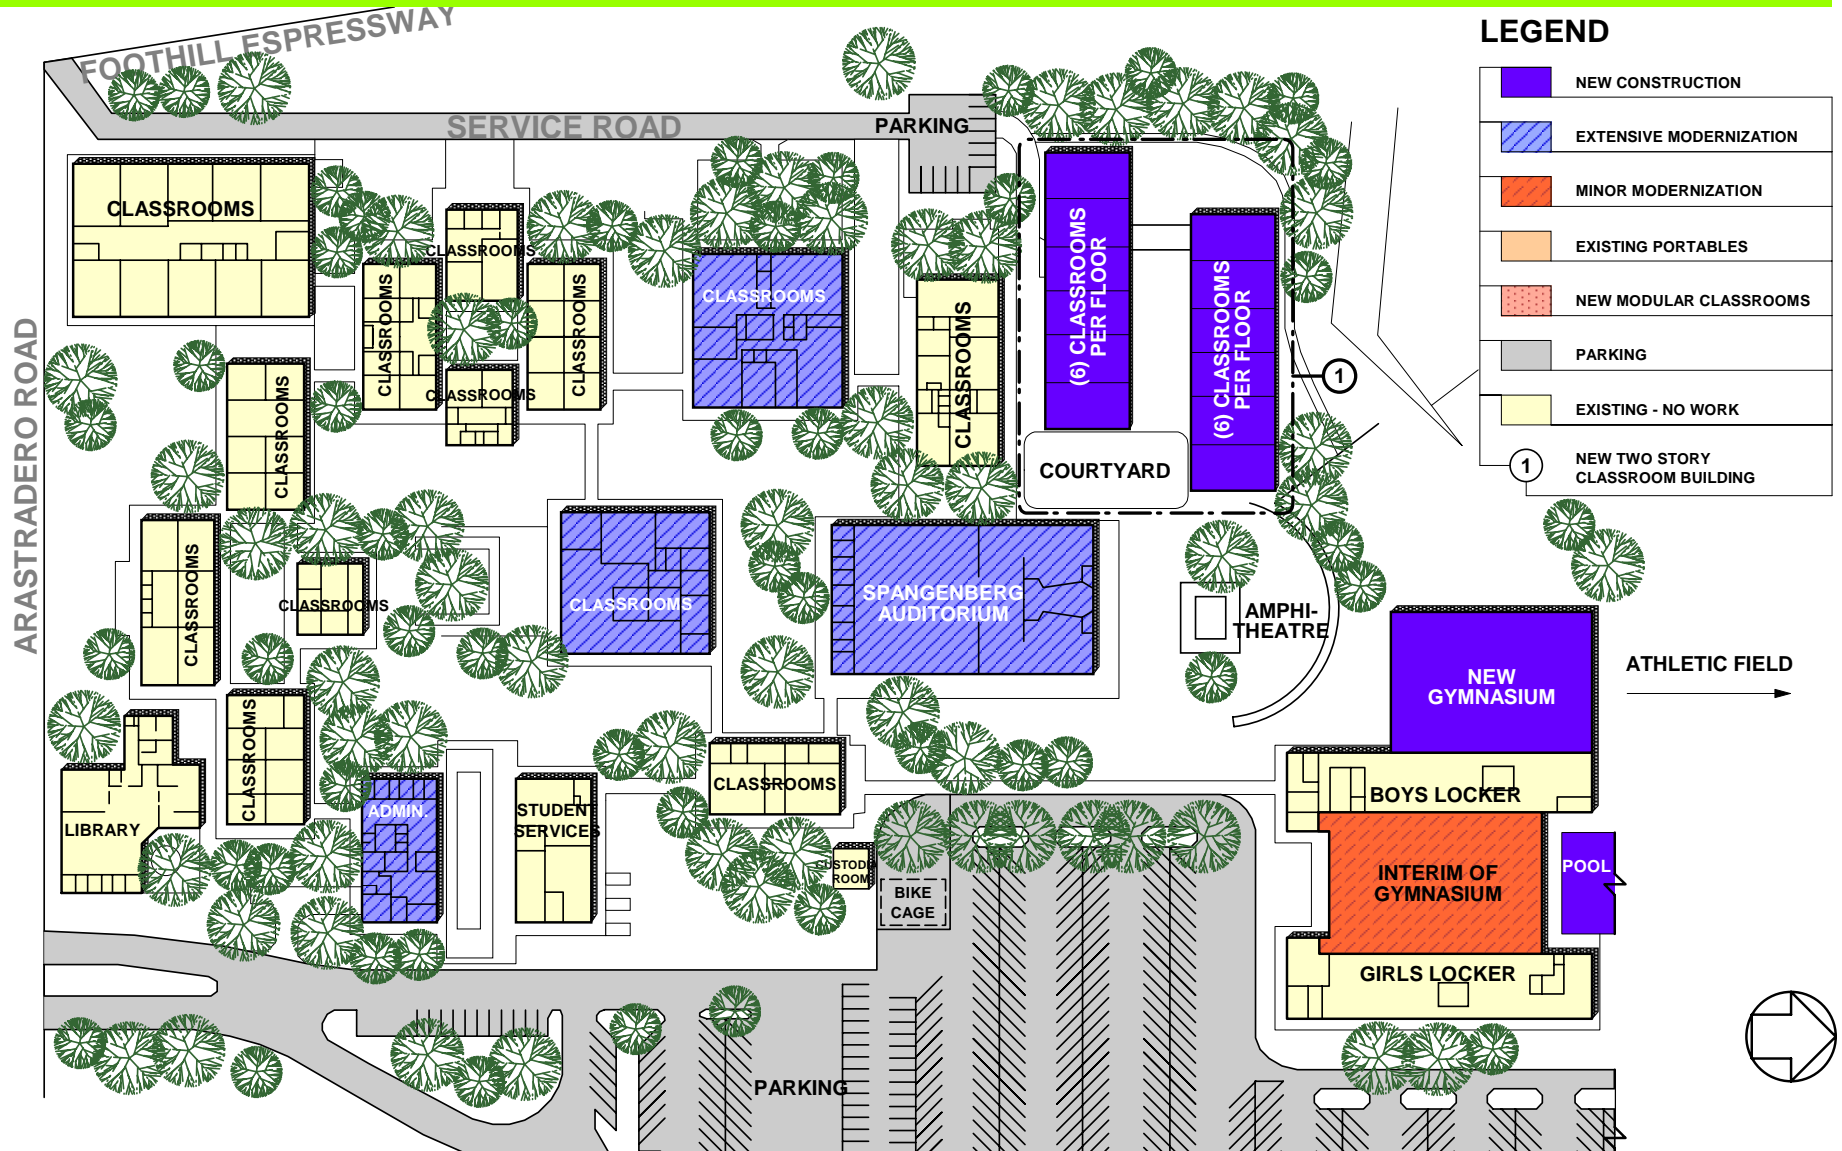 FOOTHILL ESPRESSWAY
SERVICE ROAD
PARKING
ARASTRADERO ROAD
CLASSROOMS
CLASSROOMS
CLASSROOMS
CLASSROOMS
CLASSROOMS
CLASSROOMS
CLASSROOMS
CLASSROOMS
(6) CLASSROOMS
PER FLOOR
(6) CLASSROOMS
PER FLOOR
1
COURTYARD
CLASSROOMS
CLASSROOMS
CLASSROOMS
SPANGENBERG
AUDITORIUM
AMPHI-
THEATRE
CLASSROOMS
LIBRARY
ADMIN.
STUDENT
SERVICES
CLASSROOMS
ROOM
BIKE
CAGE
NEW
GYMNASIUM
ATHLETIC FIELD
BOYS LOCKER
INTERIM OF
GYMNASIUM
POOL
GIRLS LOCKER
PARKING
LEGEND
NEW CONSTRUCTION
EXTENSIVE MODERNIZATION
MINOR MODERNIZATION
EXISTING PORTABLES
NEW MODULAR CLASSROOMS
PARKING
EXISTING - NO WORK
1
NEW TWO STORY
CLASSROOM BUILDING